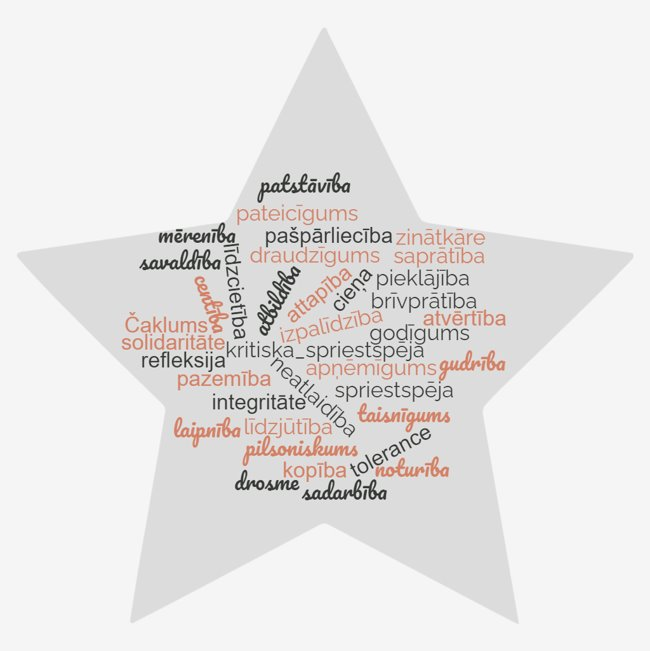 patstāvība
pateicīgums
mērenība
pašpārliecība
zinātkāre
savaldība
līdzcietība
draudzīgums
saprātība
centība
atbildība
attapība
cieņa
pieklājība
brīvprātība
Čaklums
izpalīdzība
atvērtība
solidaritāte
godīgums
kritiska_spriestspēja
refleksija
neatlaidība
apņēmīgums
gudrība
pazemība
spriestspēja
integritāte
taisnīgums
laipnība
līdzjūtība
pilsoniskums
tolerance
kopība
noturība
drosme
sadarbība